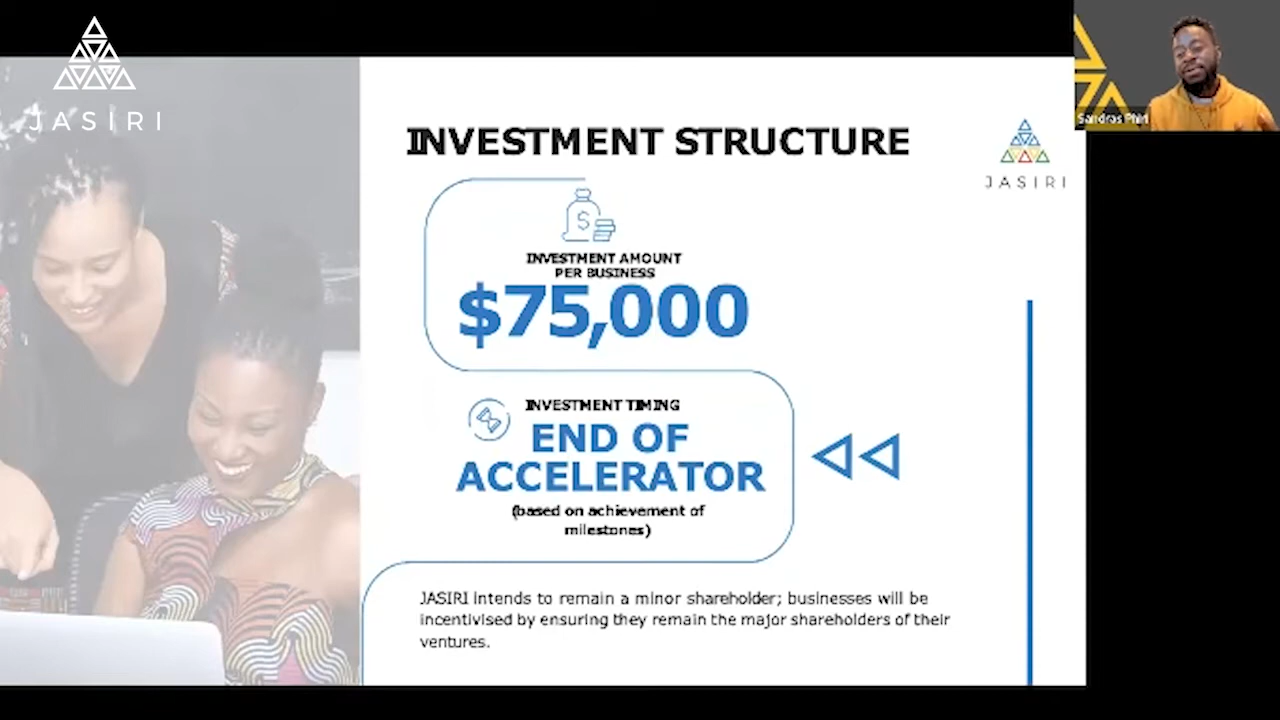 JASIRI
Sandras Phiri
INVESTMENT STRUCTURE
JASIRI
$
INVESTMENT AMOUNT
PER BUSINESS
$75,000
INVESTMENT TIMING
END OF
ACCELERATOR
(based on achievement of
milestones)
JASIRI intends to remain a minor shareholder; businesses will be
incentivised by ensuring they remain the major shareholders of their
ventures.